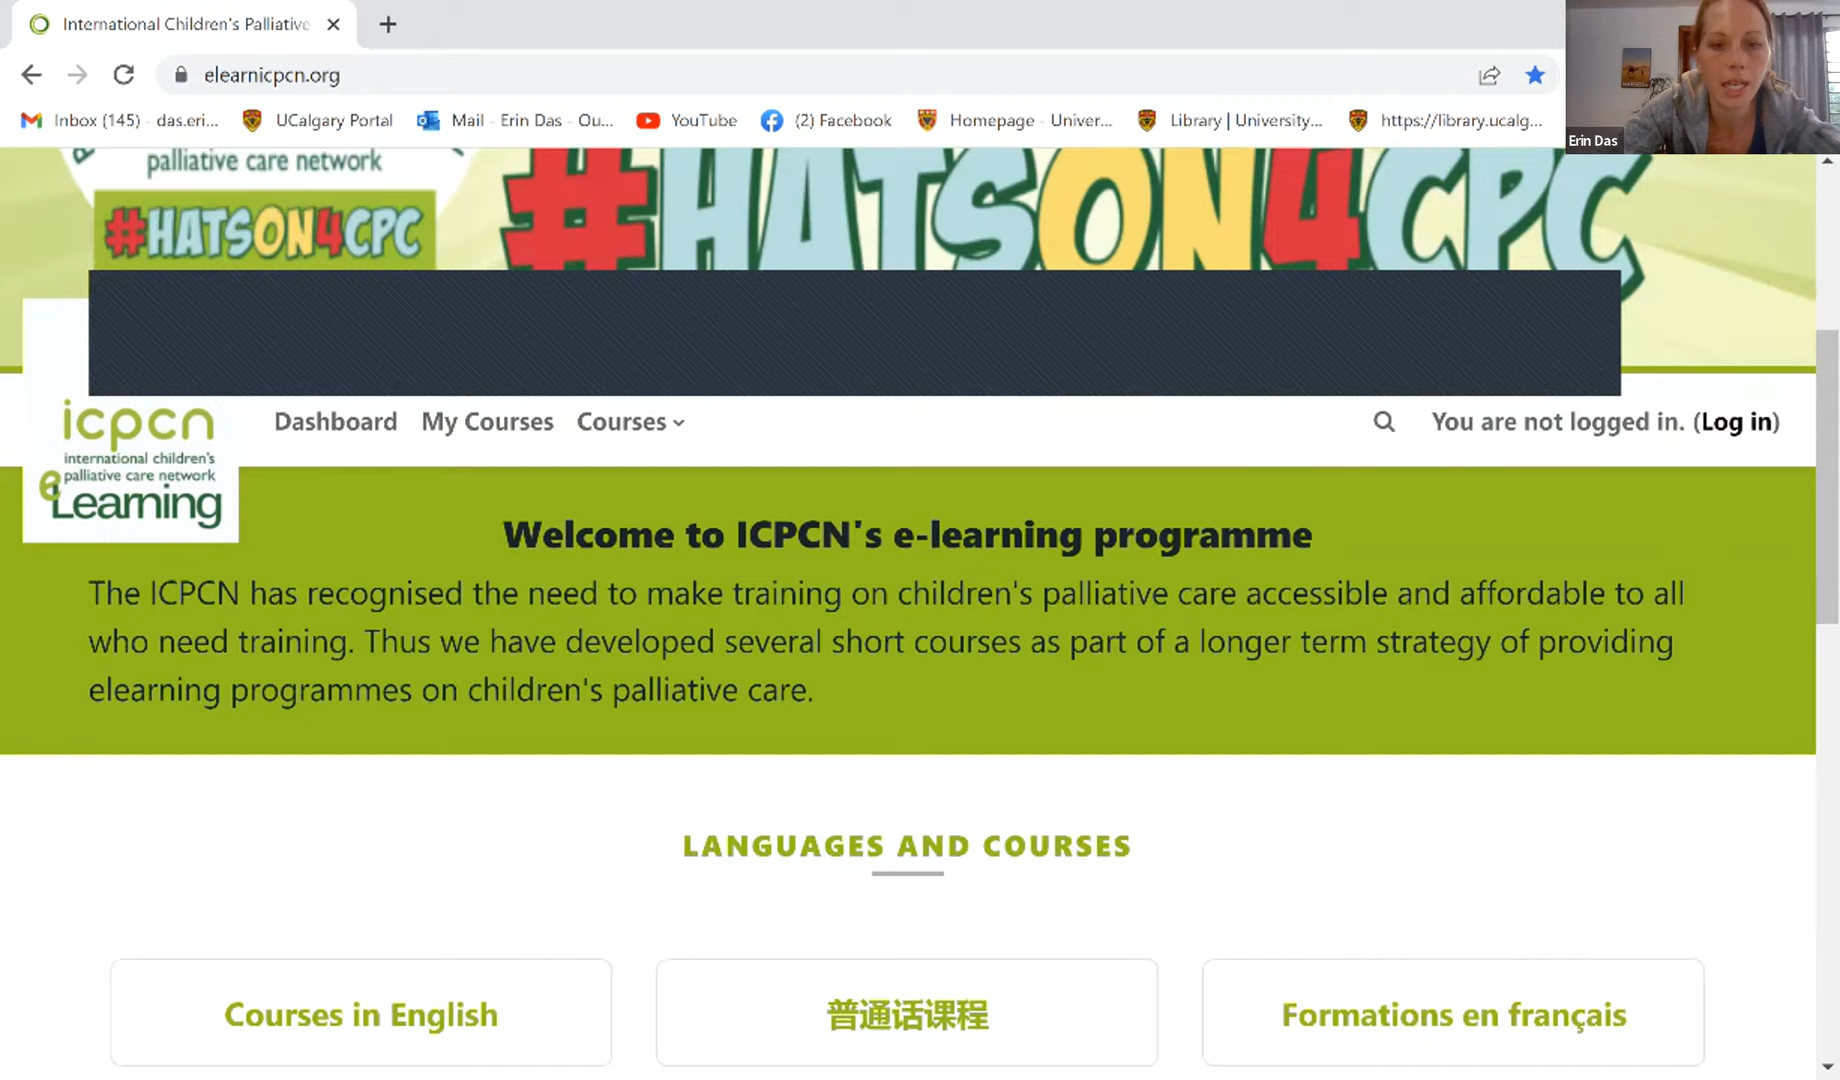 International Children's Palliative
elearnicpcn.org
Inbox (145) - das.eri...
UCalgary Portal
Mail - Erin Das - Ou...
YouTube
(2) Facebook
Homepage - Univer...
Library | University...
https://library.ucalg...
Erin Das
palliative care network
#HATSON4CPC
#HATSON4CPC
icpcn
international children's
palliative care network
eLearning
Dashboard
My Courses
Courses
You are not logged in. (Log in)
Welcome to ICPCN's e-learning programme
The ICPCN has recognised the need to make training on children's palliative care accessible and affordable to all
who need training. Thus we have developed several short courses as part of a longer term strategy of providing
elearning programmes on children's palliative care.
LANGUAGES AND COURSES
Courses in English
普通话课程
Formations en français